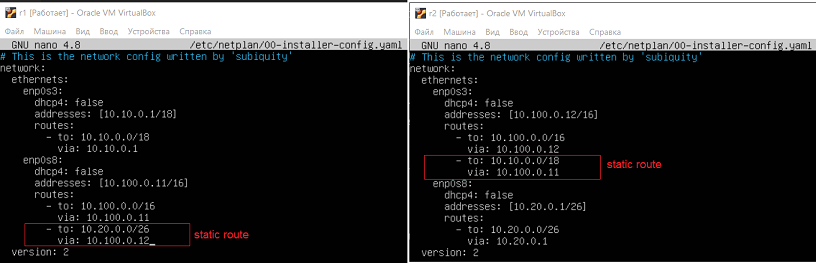 r1 [Работает] - Oracle VM VirtualBox
Файл Машина Вид Ввод Устройства Справка
GNU nano 4.8 /etc/netplan/00-installer-config.yaml
# This is the network config written by 'subiquity'
network:
  ethernets:
    enp0s3:
      dhcp4: false
      addresses: [10.10.0.1/18]
      routes:
        - to: 10.10.0.0/18
          via: 10.10.0.1
    enp0s8:
      dhcp4: false
      addresses: [10.100.0.11/16]
      routes:
        - to: 10.100.0.0/16
          via: 10.100.0.11
        - to: 10.20.0.0/26
          via: 10.100.0.12
static route
  version: 2
r2 [Работает] - Oracle VM VirtualBox
Файл Машина Вид Ввод Устройства Справка
GNU nano 4.8 /etc/netplan/00-installer-config.yaml
# This is the network config written by 'subiquity'
network:
  ethernets:
    enp0s3:
      dhcp4: false
      addresses: [10.100.0.12/16]
      routes:
        - to: 10.100.0.0/16
          via: 10.100.0.12
        - to: 10.10.0.0/18
          via: 10.100.0.11
static route
    enp0s8:
      dhcp4: false
      addresses: [10.20.0.1/26]
      routes:
        - to: 10.20.0.0/26
          via: 10.20.0.1
  version: 2